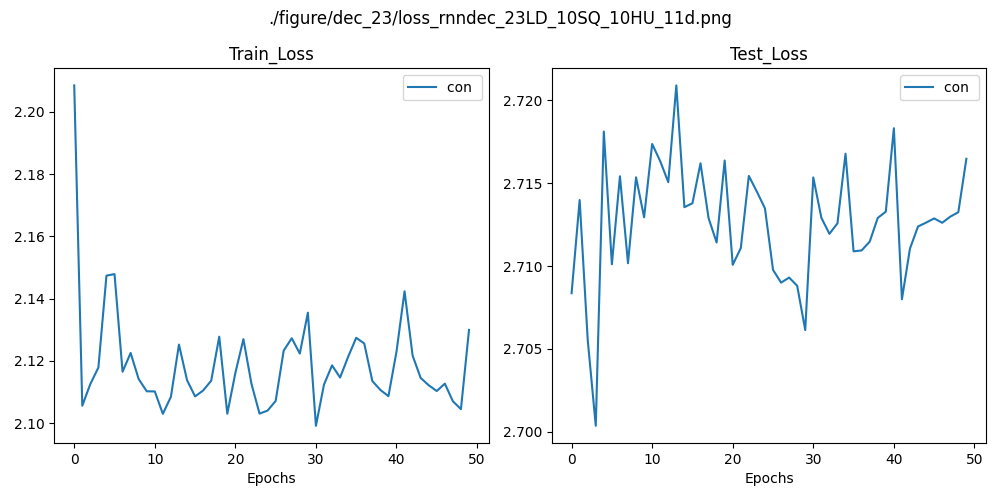 ./figure/dec_23/loss_rnndec_23LD_10SQ_10HU_11d.png
Train_Loss
con
2.20
2.18
2.16
2.14
2.12
2.10
0 10 20 30 40 50
Epochs
Test_Loss
con
2.720
2.715
2.710
2.705
2.700
0 10 20 30 40 50
Epochs